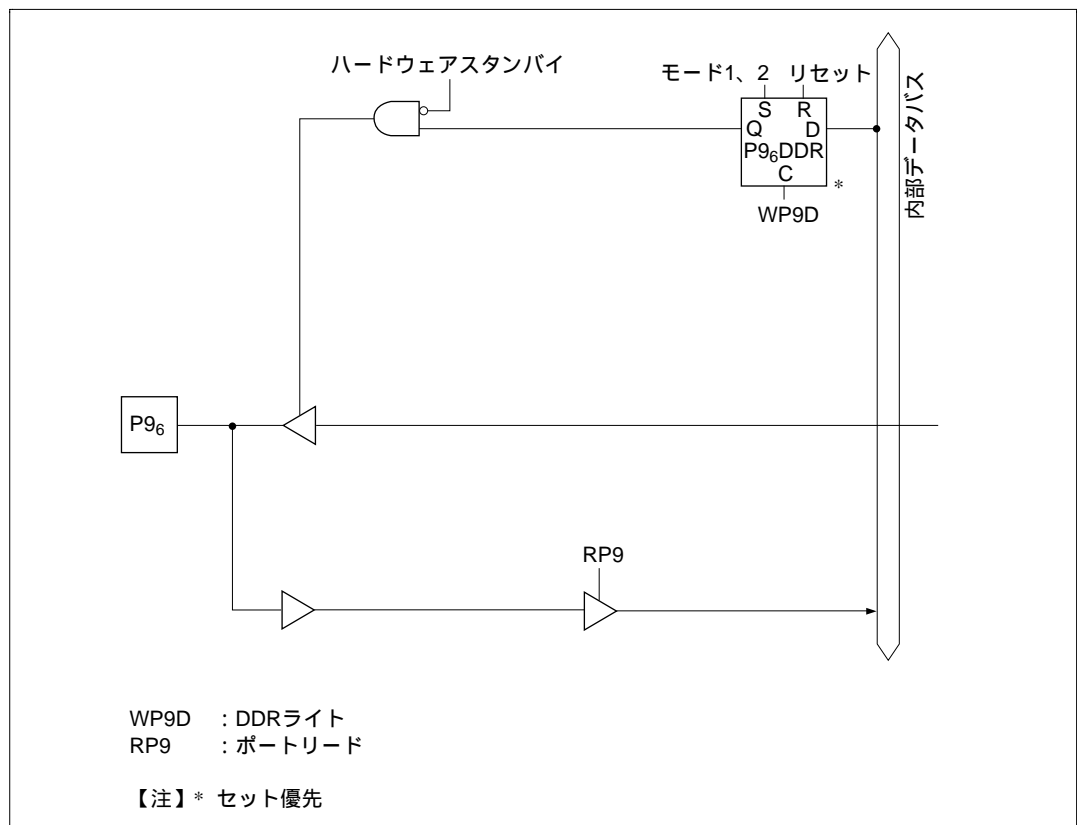 ハードウェアスタンバイ
モード1、2 リセット
S R
Q D
P9₆DDR
C
*
WP9D
内部データバス
P9₆
RP9
WP9D :DDRライト
RP9 :ポートリード
【注】* セット優先